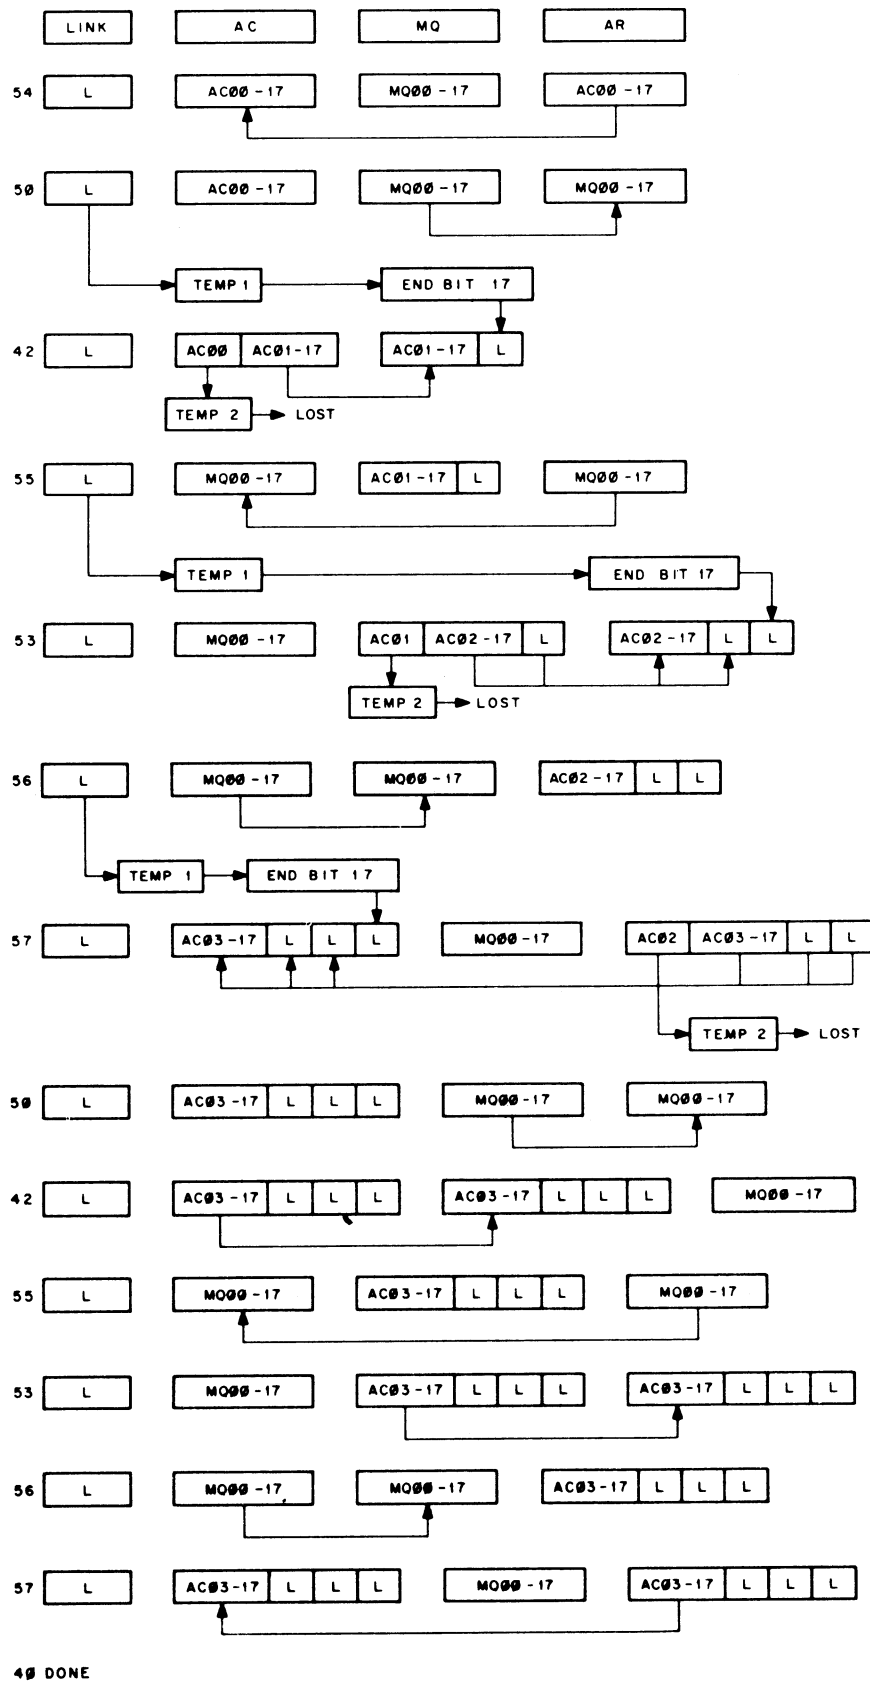 LINK AC MQ AR
54 L AC00-17 MQ00-17 AC00-17
50 L AC00-17 MQ00-17 MQ00-17
TEMP 1 END BIT 17
42 L AC00 AC01-17 AC01-17 L
TEMP 2 LOST
55 L MQ00-17 AC01-17 L MQ00-17
TEMP 1 END BIT 17
53 L MQ00-17 AC01 AC02-17 L AC02-17 L L
TEMP 2 LOST
56 L MQ00-17 MQ00-17 AC02-17 L L
TEMP 1 END BIT 17
57 L AC03-17 L L L MQ00-17 AC02 AC03-17 L L
TEMP 2 LOST
50 L AC03-17 L L L MQ00-17 MQ00-17
42 L AC03-17 L L L AC03-17 L L L MQ00-17
55 L MQ00-17 AC03-17 L L L MQ00-17
53 L MQ00-17 AC03-17 L L L AC03-17 L L L
56 L MQ00-17 MQ00-17 AC03-17 L L L
57 L AC03-17 L L L MQ00-17 AC03-17 L L L
40 DONE